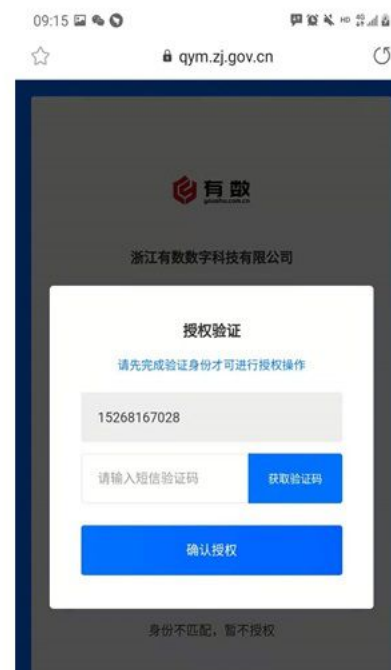 09:15
HD 4G
qym.zj.gov.cn
有数
浙江有数数字科技有限公司
授权验证
请先完成验证身份才可进行授权操作
15268167028
请输入短信验证码
获取验证码
确认授权
身份不匹配，暂不授权